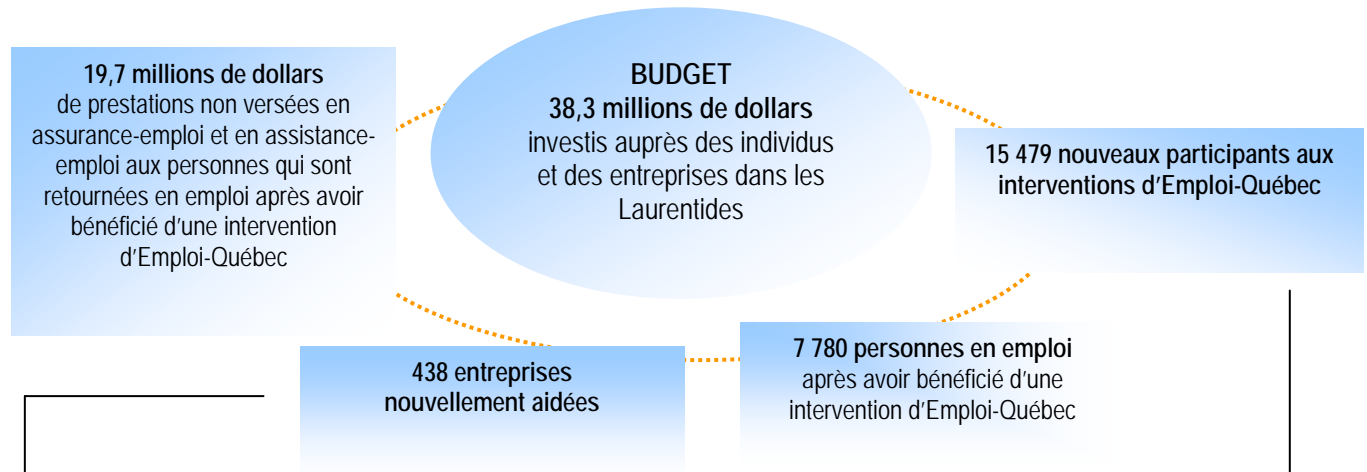 19,7 millions de dollars
de prestations non versées en
assurance-emploi et en assistance-
emploi aux personnes qui sont
retournées en emploi après avoir
bénéficié d'une intervention
d'Emploi-Québec
BUDGET
38,3 millions de dollars
investis auprès des individus
et des entreprises dans les
Laurentides
15 479 nouveaux participants aux
interventions d'Emploi-Québec
438 entreprises
nouvellement aidées
7 780 personnes en emploi
après avoir bénéficié d'une
intervention d'Emploi-Québec